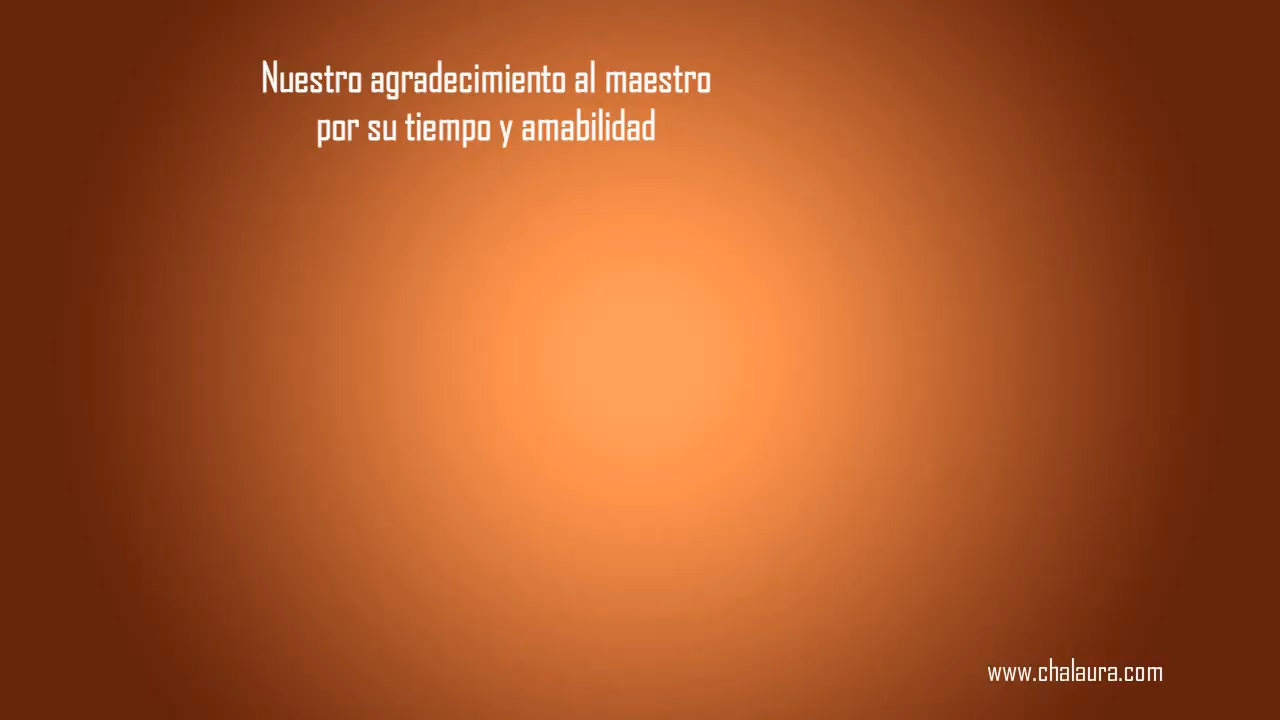 Nuestro agradecimiento al maestro
por su tiempo y amabilidad
www.chalaura.com